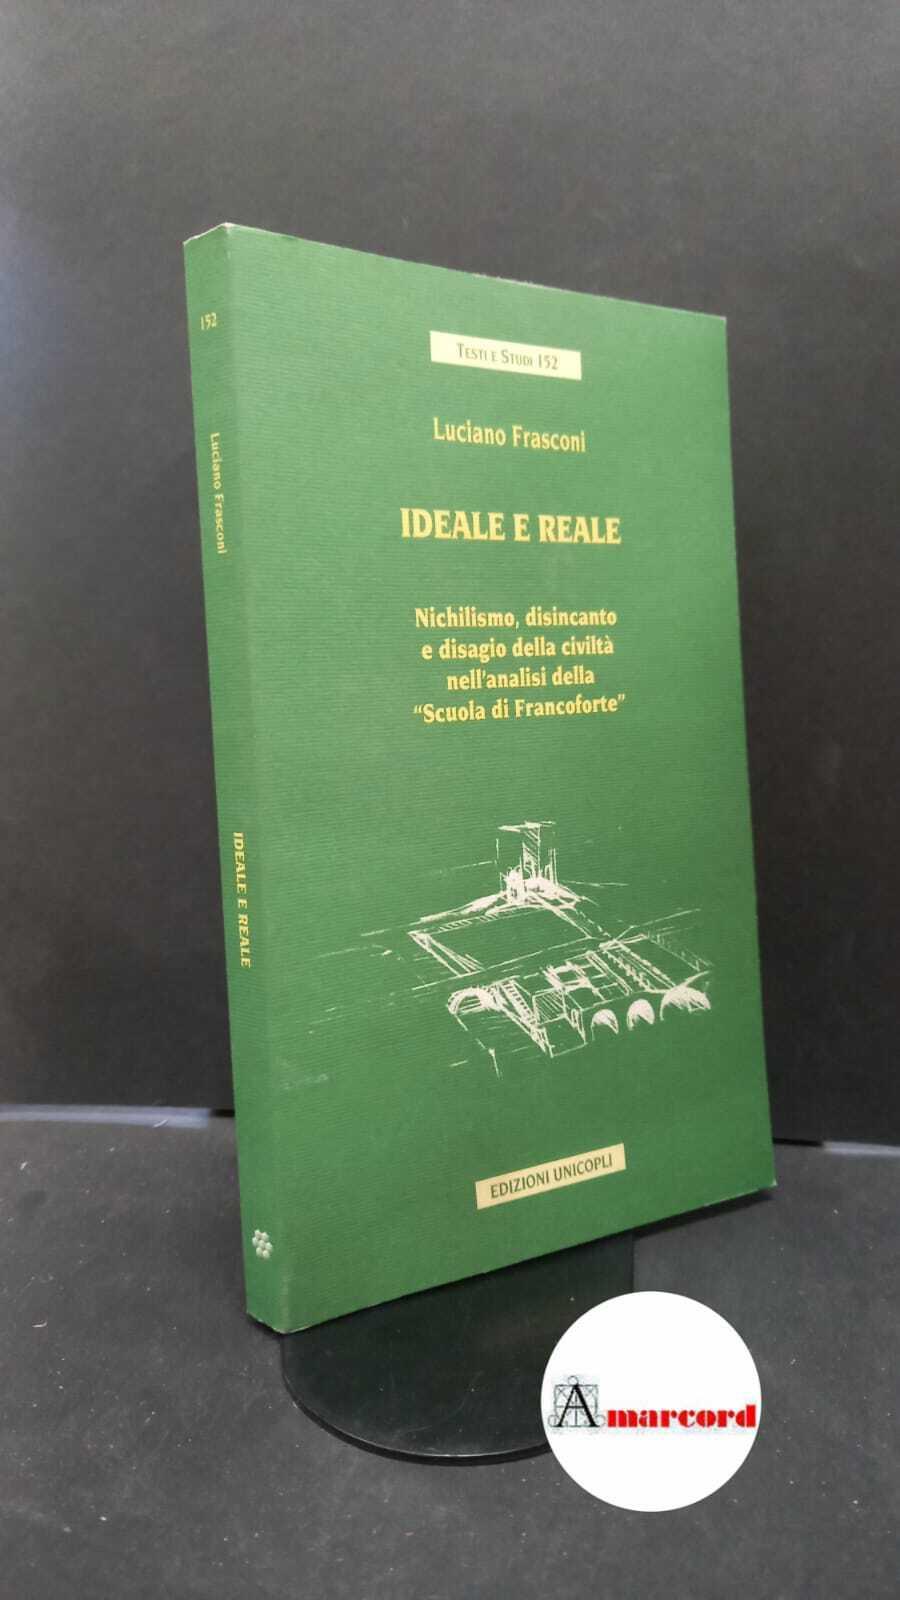 152
Luciano Frasconi
IDEALE E REALE
TESTI E STUDI 152
Luciano Frasconi
IDEALE E REALE
Nichilismo, disincanto
e disagio della civiltà
nell'analisi della
“Scuola di Francoforte”
EDIZIONI UNICOPLI
Amarcord